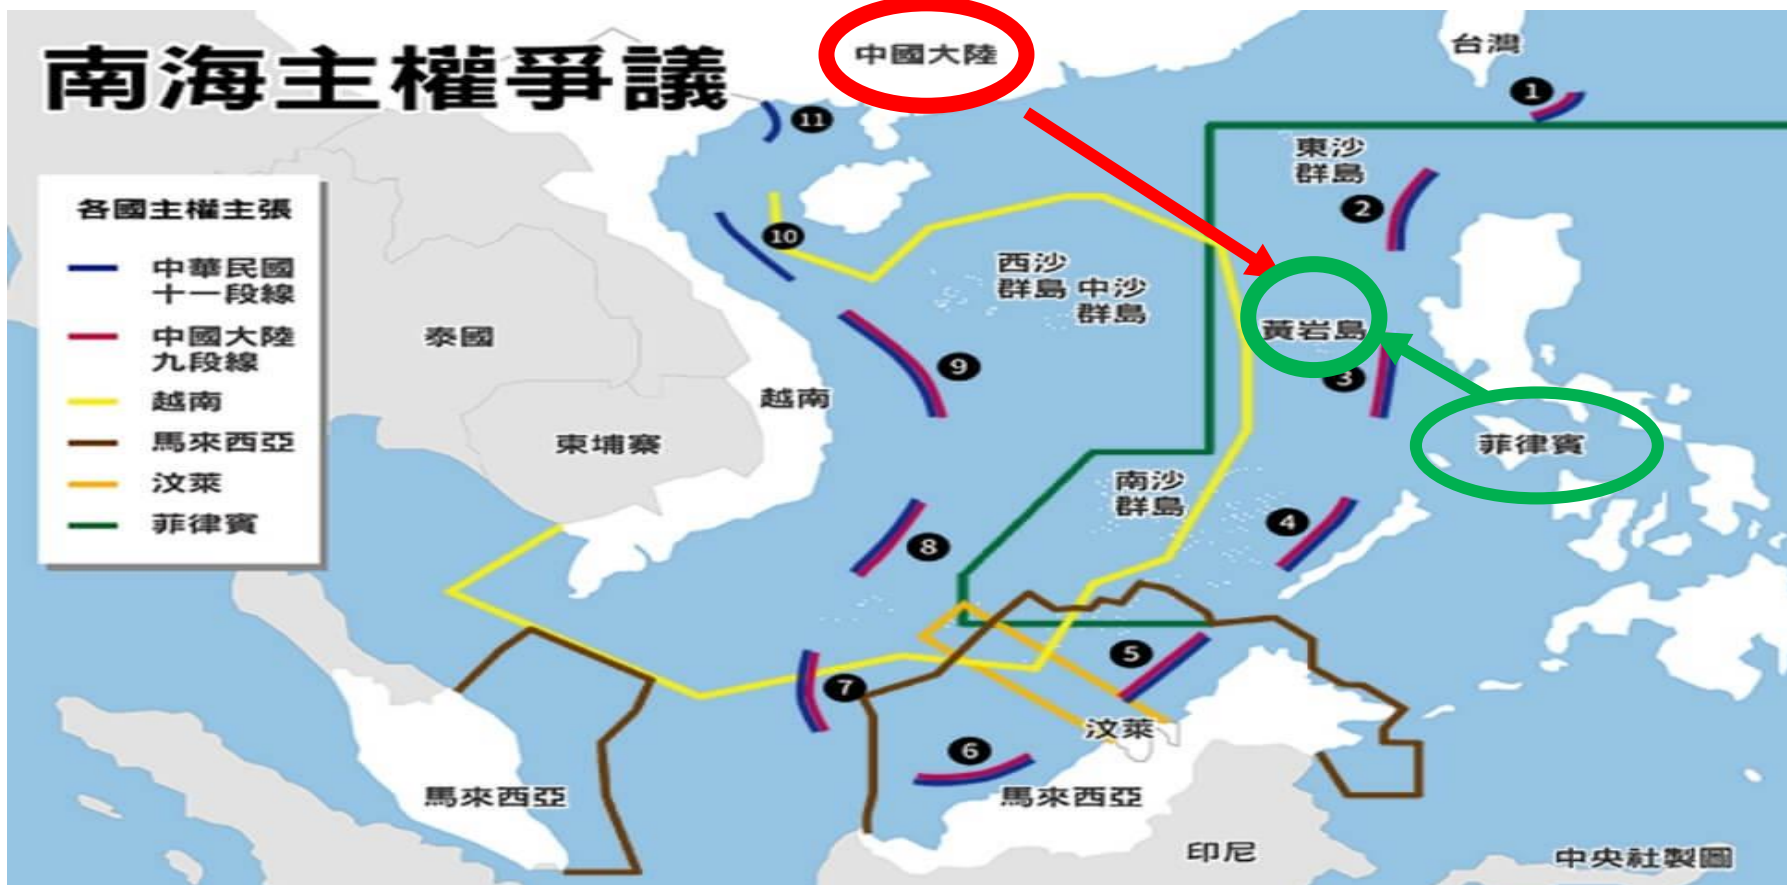 南海主權爭議
中國大陸
台灣
1
11
東沙
群島
2
各國主權主張
中華民國
十一段線
中國大陸
九段線
越南
馬來西亞
汶萊
菲律賓
10
西沙
群島
中沙
群島
黃岩島
3
泰國
9
越南
柬埔寨
菲律賓
南沙
群島
4
8
5
7
汶萊
6
馬來西亞
馬來西亞
印尼
中央社製圖